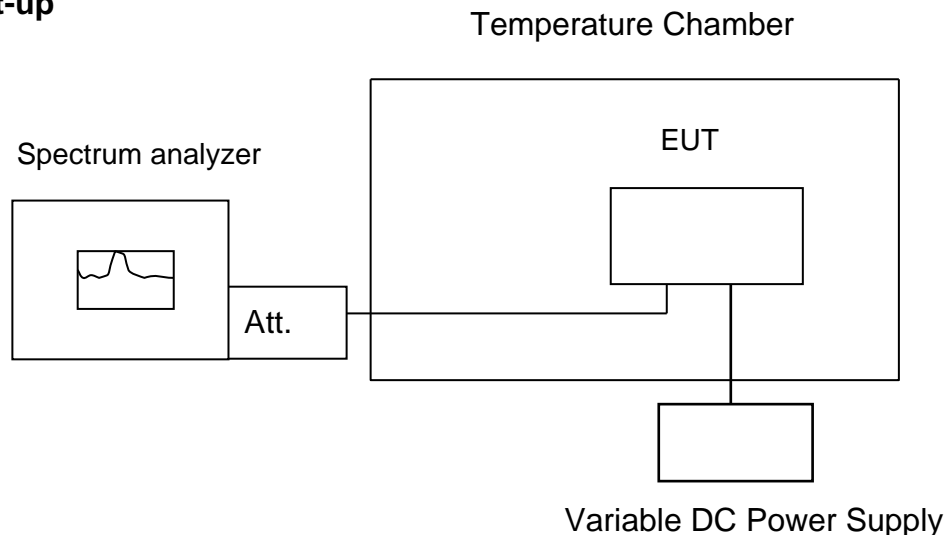 t-up
Temperature Chamber
EUT
Spectrum analyzer
Att.
Variable DC Power Supply